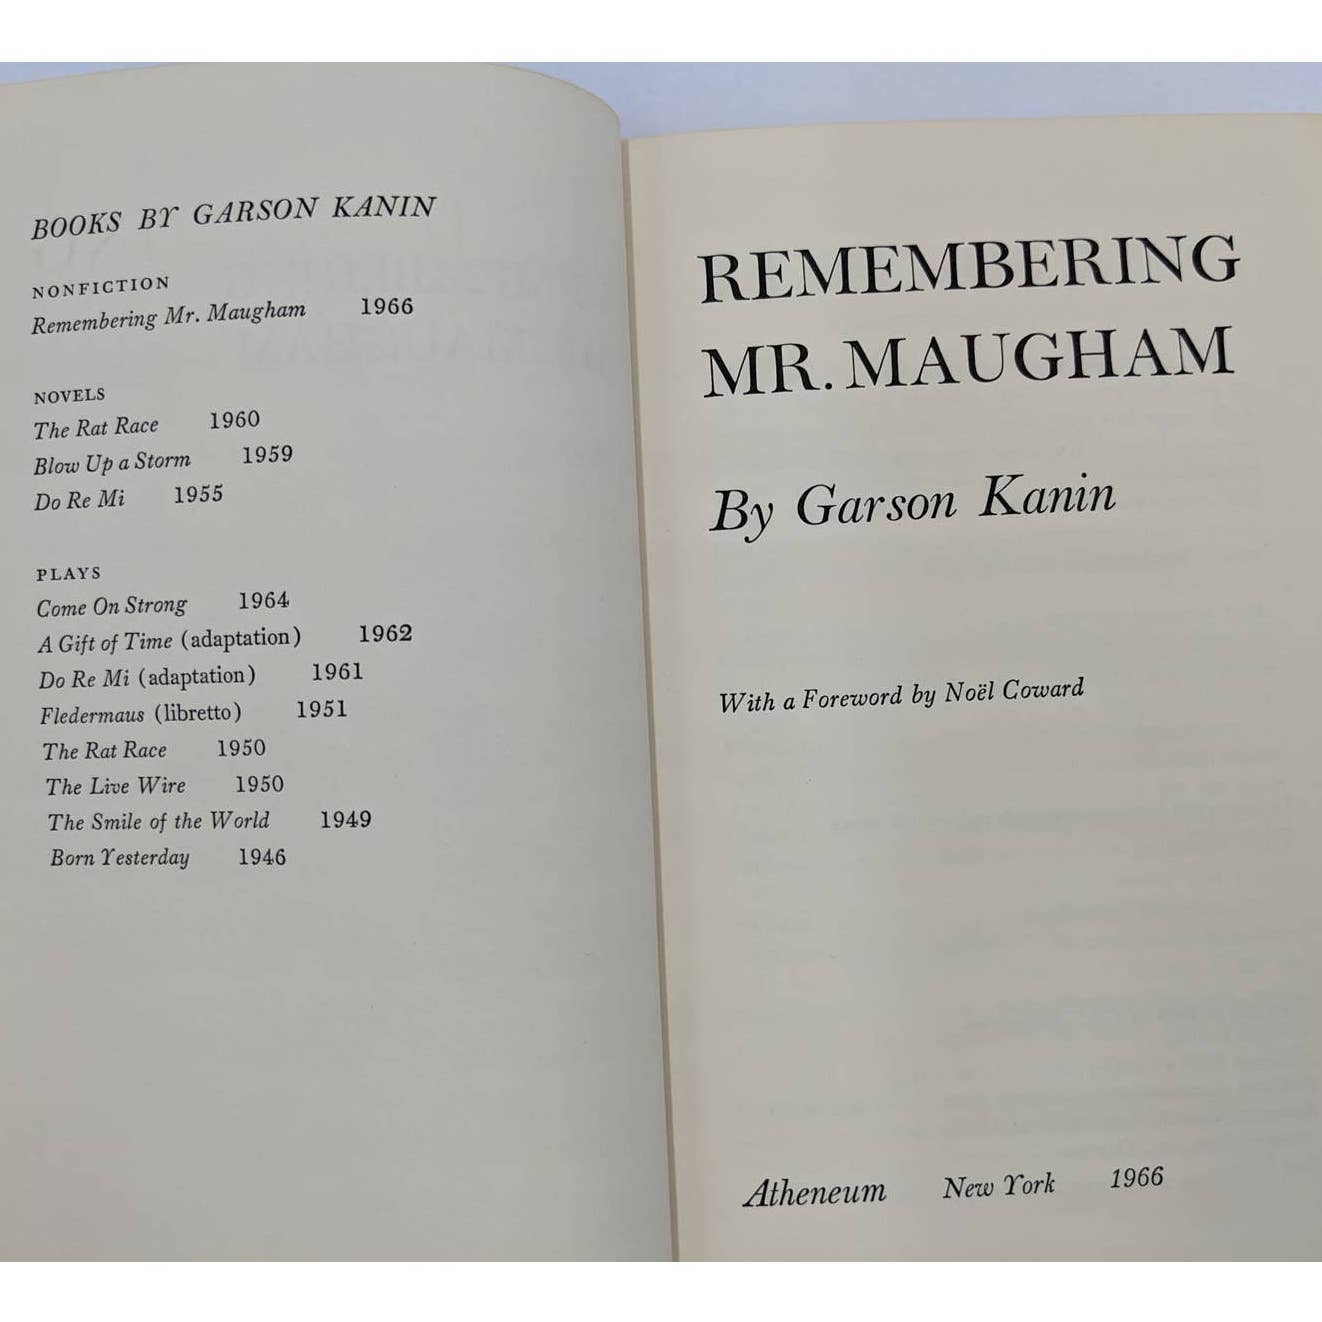 BOOKS BY GARSON KANIN
NONFICTION
Remembering Mr. Maugham 1966
NOVELS
The Rat Race 1960
Blow Up a Storm 1959
Do Re Mi 1955
PLAYS
Come On Strong 1964
A Gift of Time (adaptation) 1962
Do Re Mi (adaptation) 1961
Fledermaus (libretto) 1951
The Rat Race 1950
The Live Wire 1950
The Smile of the World 1949
Born Yesterday 1946
REMEMBERING
MR. MAUGHAM
By Garson Kanin
With a Foreword by Noël Coward
Atheneum New York 1966